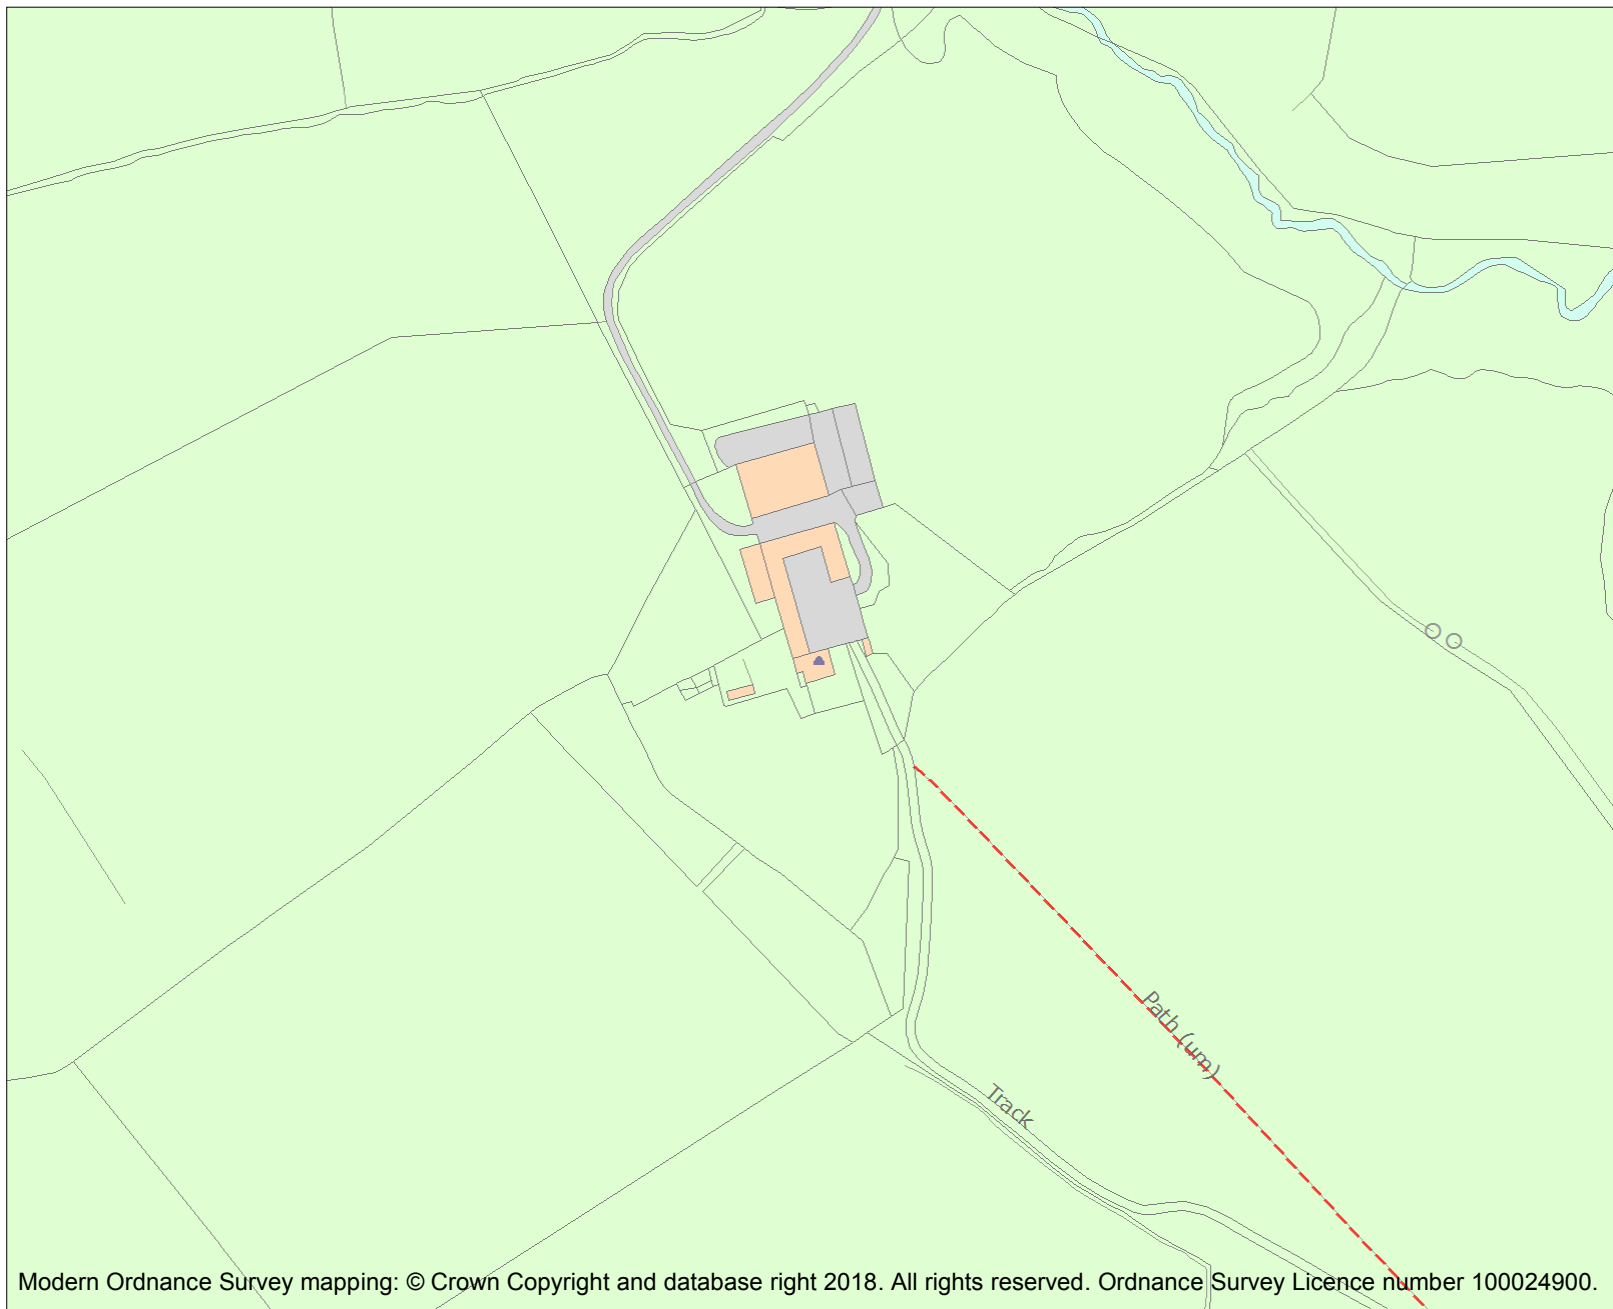 Path (um)
Track
Modern Ordnance Survey mapping: © Crown Copyright and database right 2018. All rights reserved. Ordnance Survey Licence number 100024900.